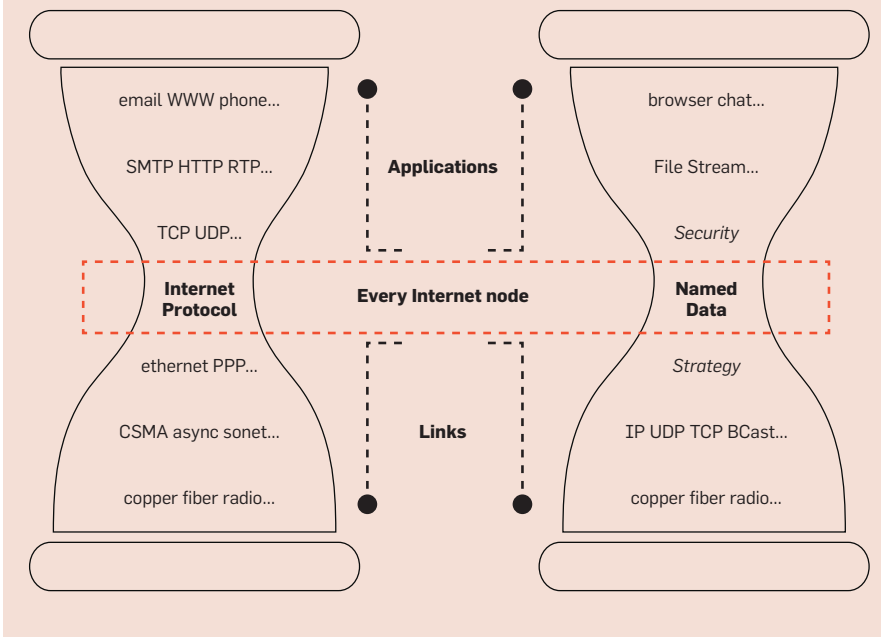 email WWW phone...
SMTP HTTP RTP...
TCP UDP...
Internet
Protocol
ethernet PPP...
CSMA async sonet...
copper fiber radio...
Applications
Every Internet node
Links
browser chat...
File Stream...
Security
Named
Data
Strategy
IP UDP TCP BCast...
copper fiber radio...